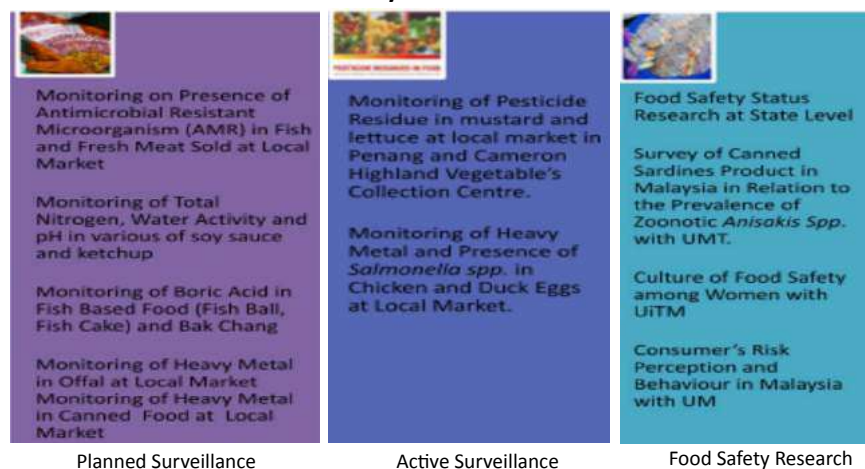 PESTICIDE RESIDUES IN FOOD
Monitoring on Presence of
Antimicrobial Resistant
Microorganism (AMR) in Fish
and Fresh Meat Sold at Local
Market
Monitoring of Total
Nitrogen, Water Activity and
pH in various of soy sauce
and ketchup
Monitoring of Boric Acid in
Fish Based Food (Fish Ball,
Fish Cake) and Bak Chang
Monitoring of Heavy Metal
in Offal at Local Market
Monitoring of Heavy Metal
in Canned Food at Local
Market
Planned Surveillance
Monitoring of Pesticide
Residue in mustard and
lettuce at local market in
Penang and Cameron
Highland Vegetable's
Collection Centre.
Monitoring of Heavy
Metal and Presence of
Salmonella spp. in
Chicken and Duck Eggs
at Local Market.
Active Surveillance
Food Safety Status
Research at State Level
Survey of Canned
Sardines Product in
Malaysia in Relation to
the Prevalence of
Zoonotic Anisakis Spp.
with UMT.
Culture of Food Safety
among Women with
UiTM
Consumer's Risk
Perception and
Behaviour in Malaysia
with UM
Food Safety Research